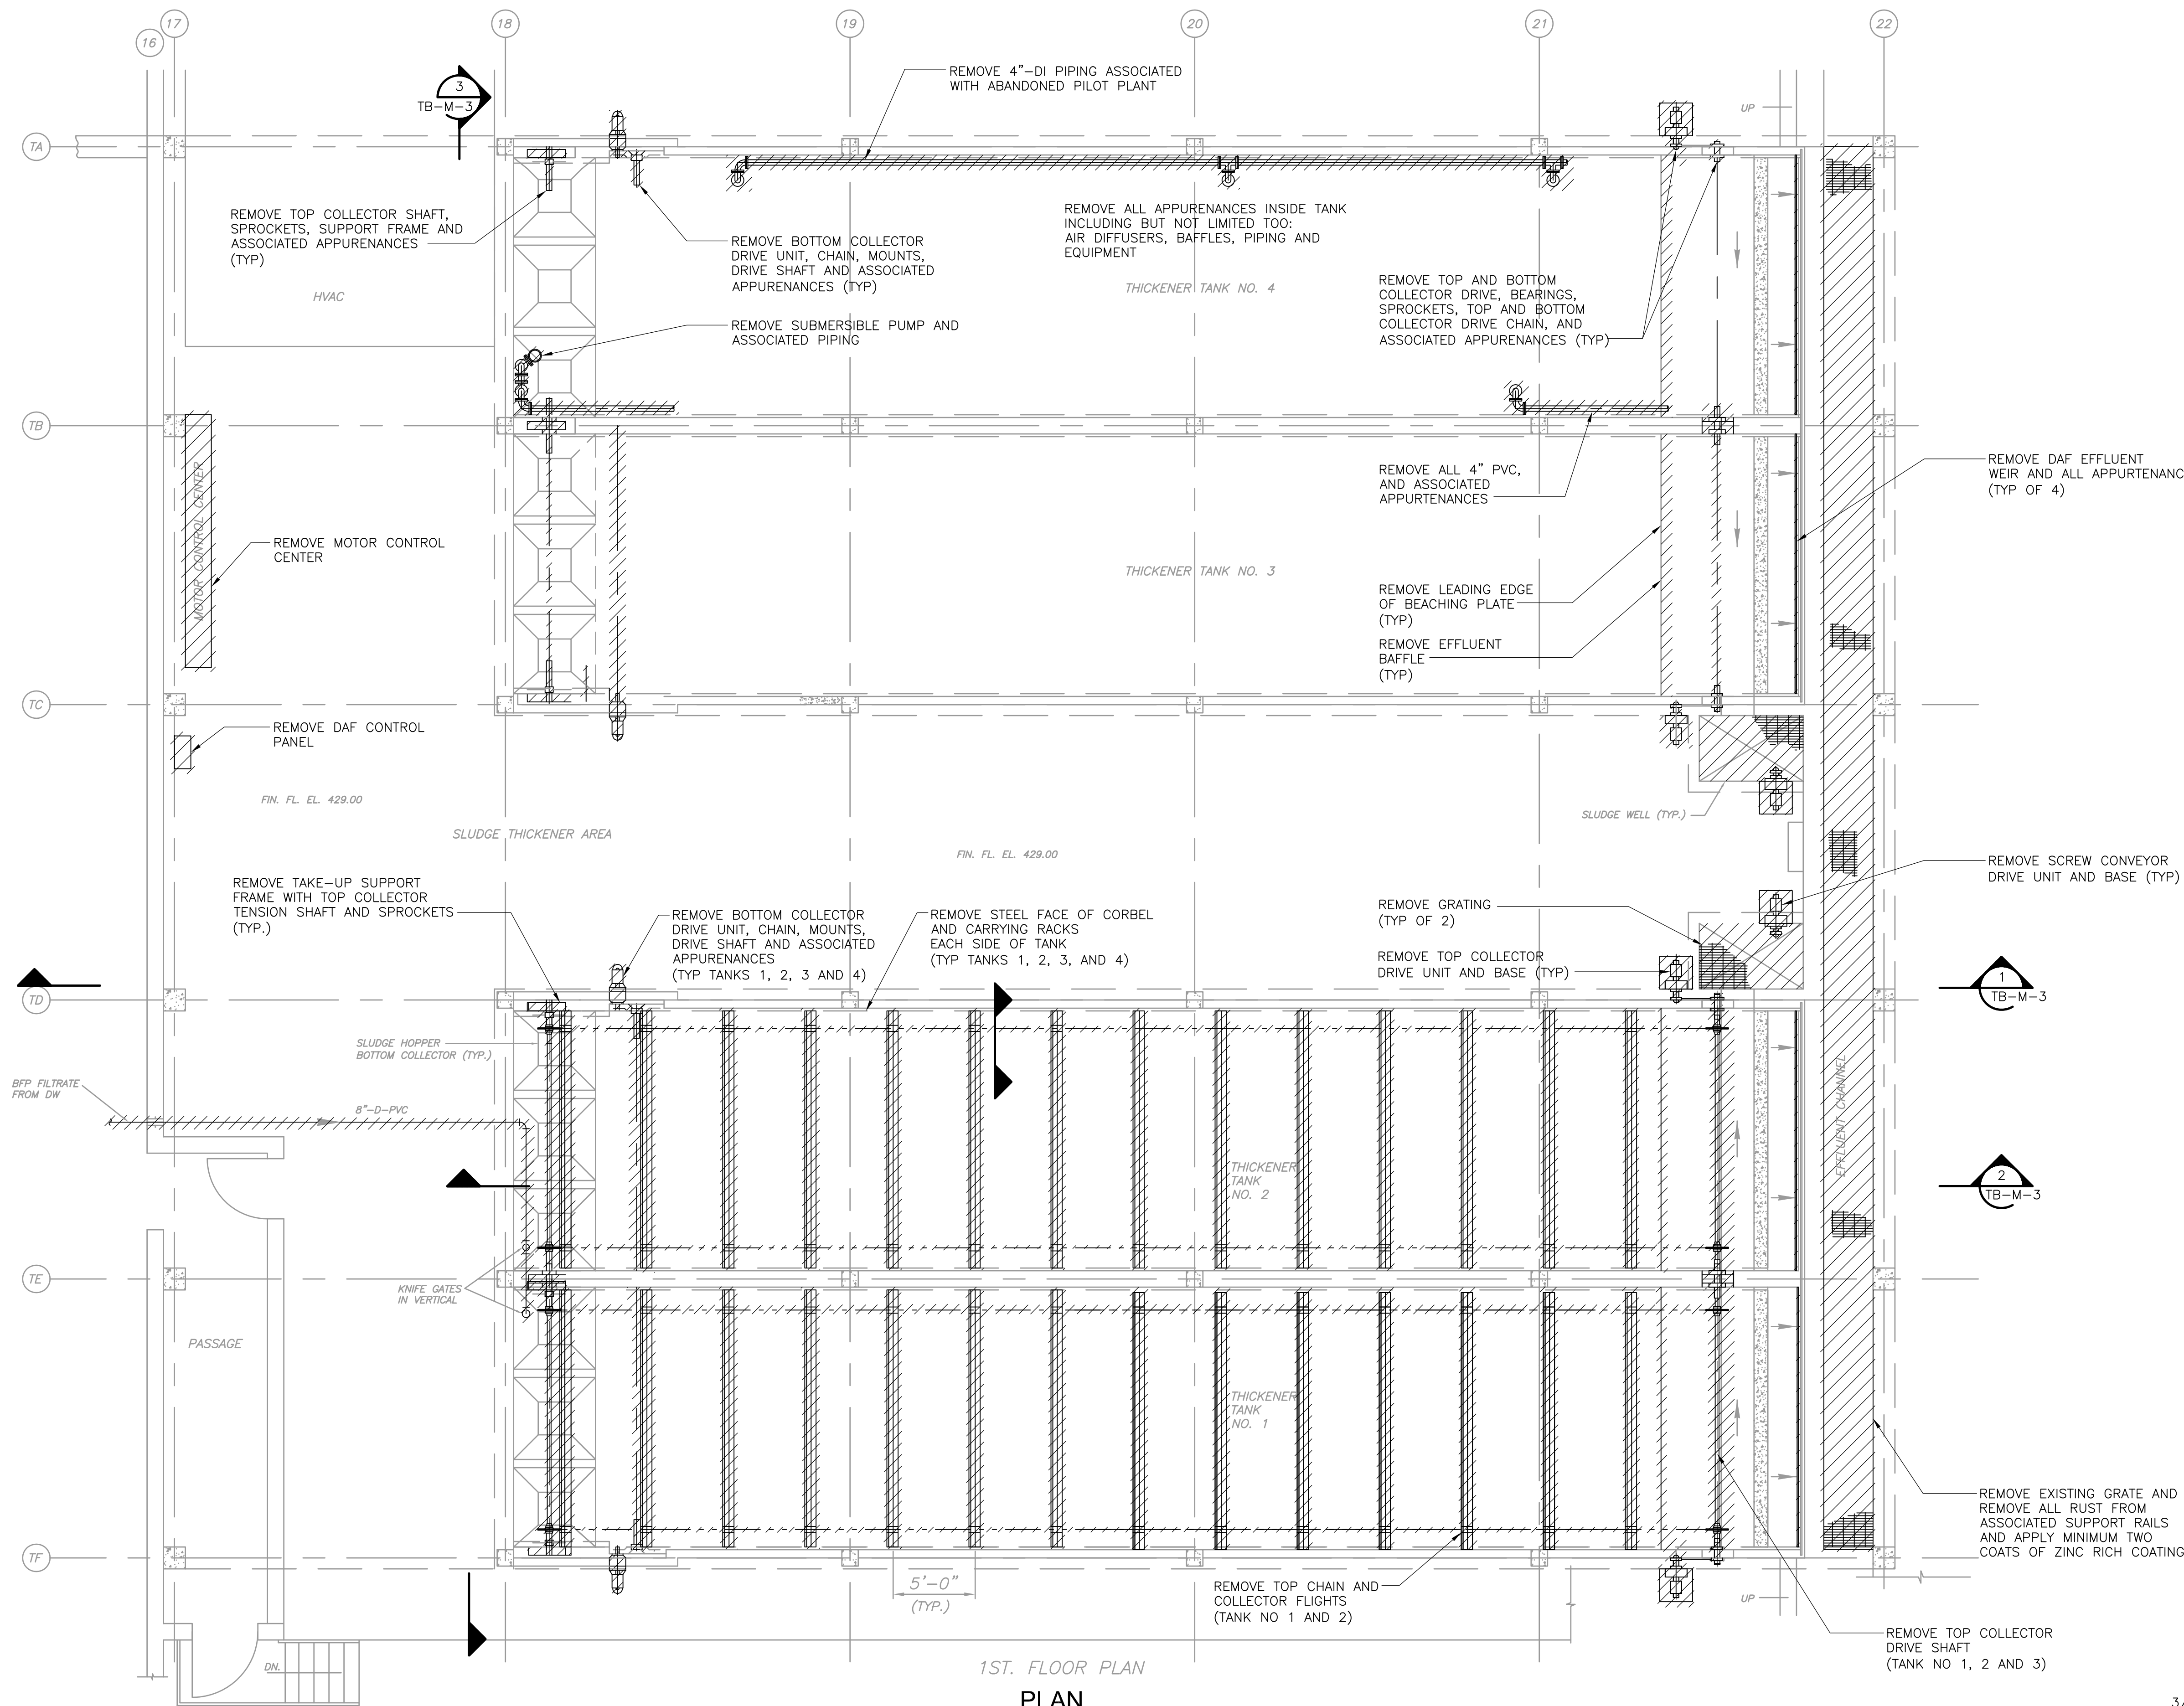 17
18
19
20
21
22
16
3
TB-M-3
REMOVE 4"-DI PIPING ASSOCIATED
WITH ABANDONED PILOT PLANT
UP
TA
REMOVE TOP COLLECTOR SHAFT,
SPROCKETS, SUPPORT FRAME AND
ASSOCIATED APPURENANCES
(TYP)
REMOVE BOTTOM COLLECTOR
DRIVE UNIT, CHAIN, MOUNTS,
DRIVE SHAFT AND ASSOCIATED
APPURENANCES (TYP)
REMOVE ALL APPURENANCES INSIDE TANK
INCLUDING BUT NOT LIMITED TOO:
AIR DIFFUSERS, BAFFLES, PIPING AND
EQUIPMENT
HVAC
THICKENER TANK NO. 4
REMOVE TOP AND BOTTOM
COLLECTOR DRIVE, BEARINGS,
SPROCKETS, TOP AND BOTTOM
COLLECTOR DRIVE CHAIN, AND
ASSOCIATED APPURENANCES (TYP)
REMOVE SUBMERSIBLE PUMP AND
ASSOCIATED PIPING
TB
MOTOR CONTROL CENTER
REMOVE ALL 4" PVC,
AND ASSOCIATED
APPURTENANCES
REMOVE DAF EFFLUENT
WEIR AND ALL APPURTENANC
(TYP OF 4)
REMOVE MOTOR CONTROL
CENTER
THICKENER TANK NO. 3
REMOVE LEADING EDGE
OF BEACHING PLATE
(TYP)
REMOVE EFFLUENT
BAFFLE
(TYP)
TC
REMOVE DAF CONTROL
PANEL
FIN. FL. EL. 429.00
SLUDGE THICKENER AREA
FIN. FL. EL. 429.00
SLUDGE WELL (TYP.)
REMOVE SCREW CONVEYOR
DRIVE UNIT AND BASE (TYP)
REMOVE TAKE-UP SUPPORT
FRAME WITH TOP COLLECTOR
TENSION SHAFT AND SPROCKETS
(TYP.)
REMOVE BOTTOM COLLECTOR
DRIVE UNIT, CHAIN, MOUNTS,
DRIVE SHAFT AND ASSOCIATED
APPURENANCES
(TYP TANKS 1, 2, 3 AND 4)
REMOVE STEEL FACE OF CORBEL
AND CARRYING RACKS
EACH SIDE OF TANK
(TYP TANKS 1, 2, 3, AND 4)
REMOVE GRATING
(TYP OF 2)
REMOVE TOP COLLECTOR
DRIVE UNIT AND BASE (TYP)
TD
1
TB-M-3
SLUDGE HOPPER
BOTTOM COLLECTOR (TYP.)
BFP FILTRATE
FROM DW
8"-D-PVC
EFFLUENT CHANNEL
THICKENER
TANK
NO. 2
2
TB-M-3
TE
KNIFE GATES
IN VERTICAL
PASSAGE
THICKENER
TANK
NO. 1
REMOVE EXISTING GRATE AND
REMOVE ALL RUST FROM
ASSOCIATED SUPPORT RAILS
AND APPLY MINIMUM TWO
COATS OF ZINC RICH COATING
TF
5'-0"
(TYP.)
REMOVE TOP CHAIN AND
COLLECTOR FLIGHTS
(TANK NO 1 AND 2)
UP
REMOVE TOP COLLECTOR
DRIVE SHAFT
(TANK NO 1, 2 AND 3)
DN.
1ST. FLOOR PLAN
PLAN